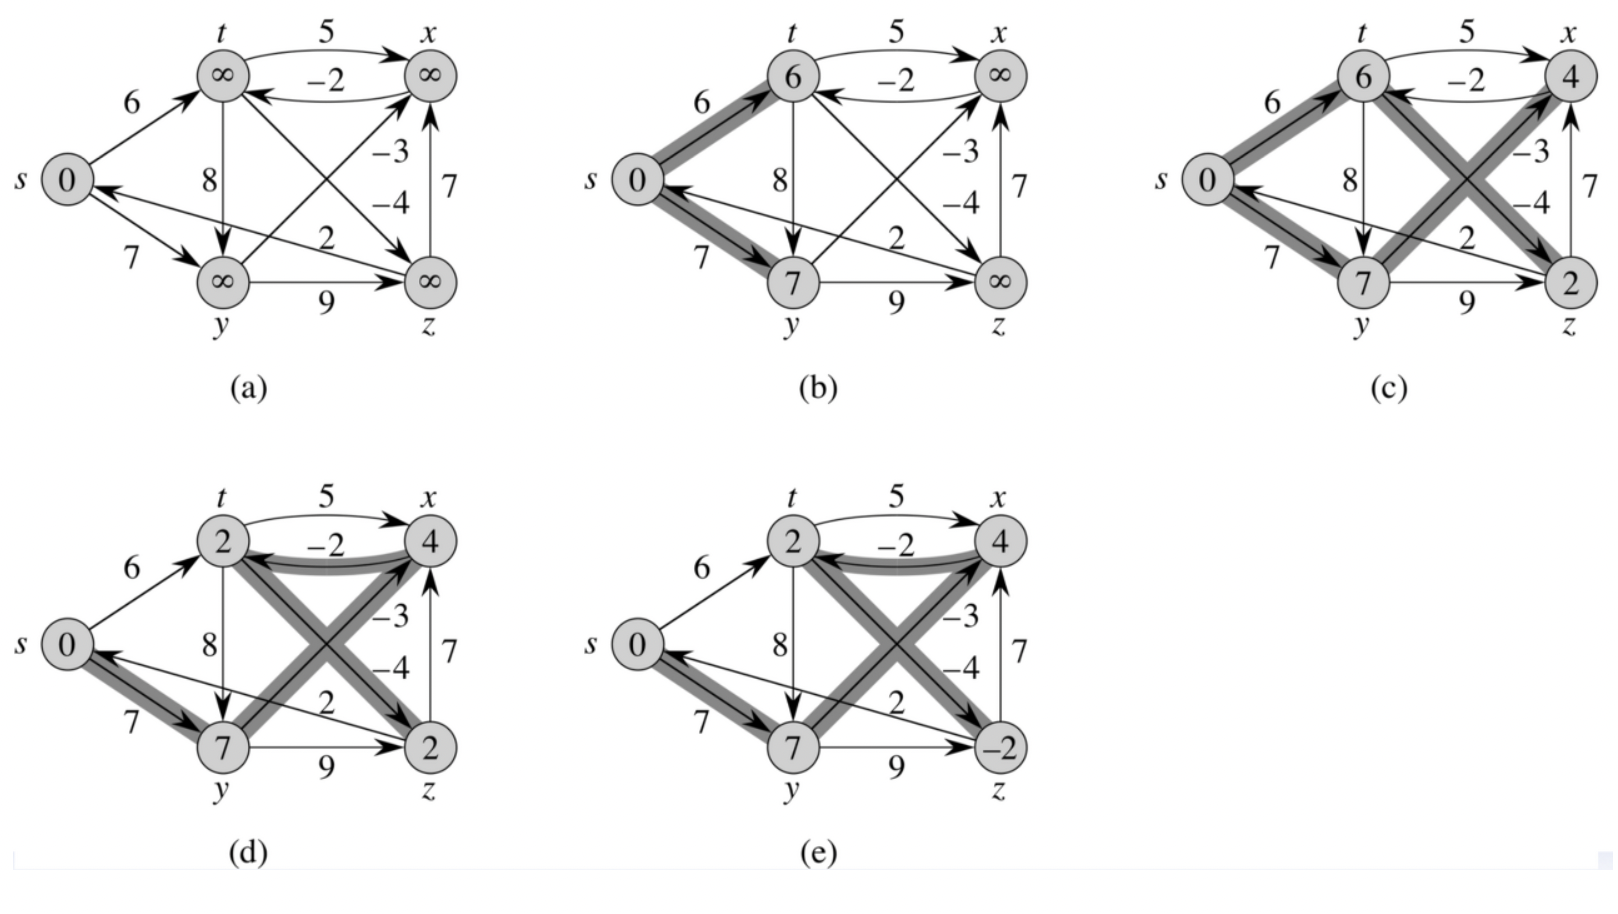 t 5 x t 5 x t 5 x
∞ –2 ∞ 6 –2 ∞ 6 –2 4
6 6 6
–3 –3 –3
s 0 8 7 s 0 8 7 s 0 8 7
–4 –4 –4
7 2 7 2 7 2
∞ 9 ∞ 7 9 ∞ 7 9 2
y z y z y z
(a) (b) (c)
t 5 x t 5 x
2 –2 4 2 –2 4
6 6
–3 –3
s 0 8 7 s 0 8 7
–4 –4
7 2 7 2
7 9 2 7 9 –2
y z y z
(d) (e)